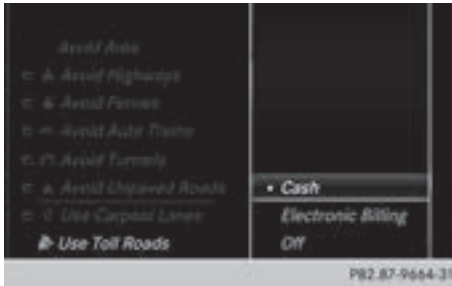 Avoid Area
Avoid Highways
Avoid Ferries
Avoid Auto Trains
Avoid Tunnels
Avoid Unpaved Roads
Use Carpool Lanes
Use Toll Roads
• Cash
Electronic Billing
Off
P82.87-9664-31